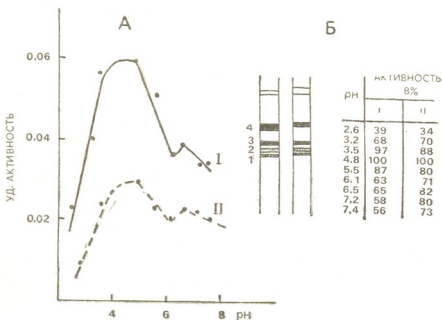 А
Б
УД. АКТИВНОСТЬ
0.06
0.04
0.02
I
II
4 6 8 рН
4
3
2
1
рН АКТИВНОСТЬ В%
I II
2.6 39 34
3.2 68 70
3.5 97 88
4.8 100 100
5.5 87 80
6.1 63 71
6.5 65 82
7,2 58 80
7,4 56 73